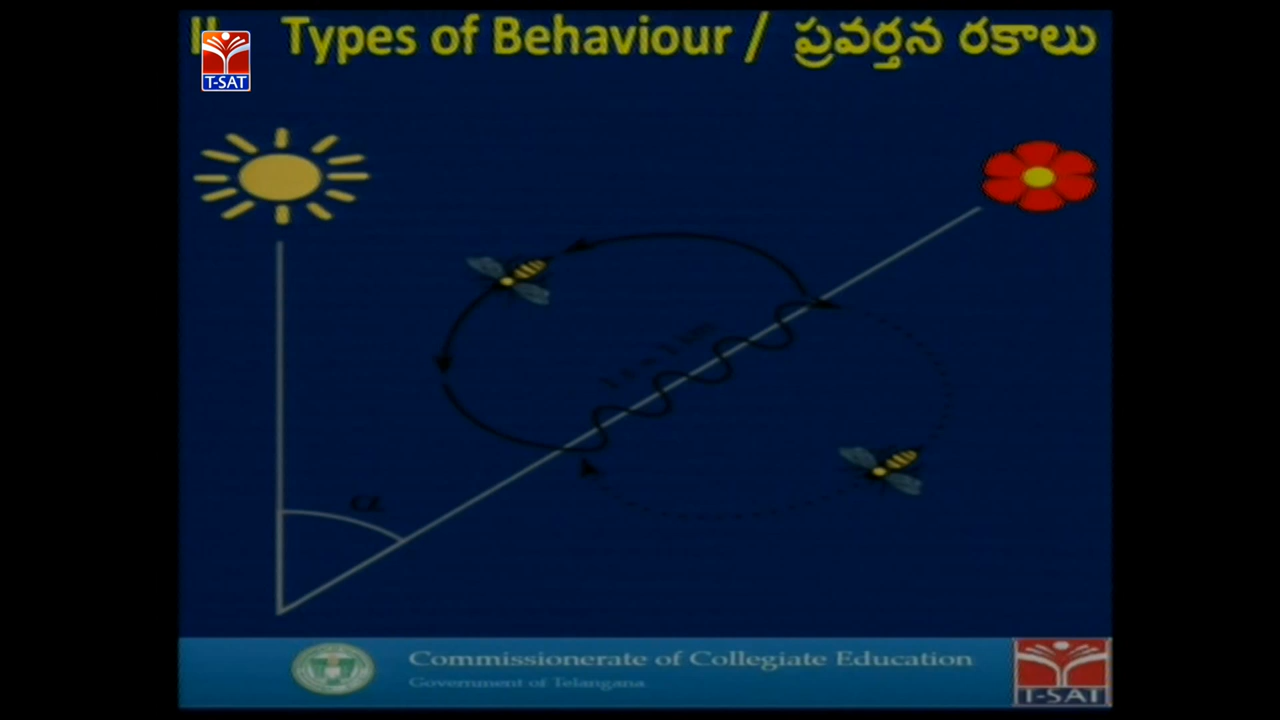 Types of Behaviour / ప్రవర్తన రకాలు
T-SAT
α
Commissionerate of Collegiate Education
Government of Telangana
T-SAT